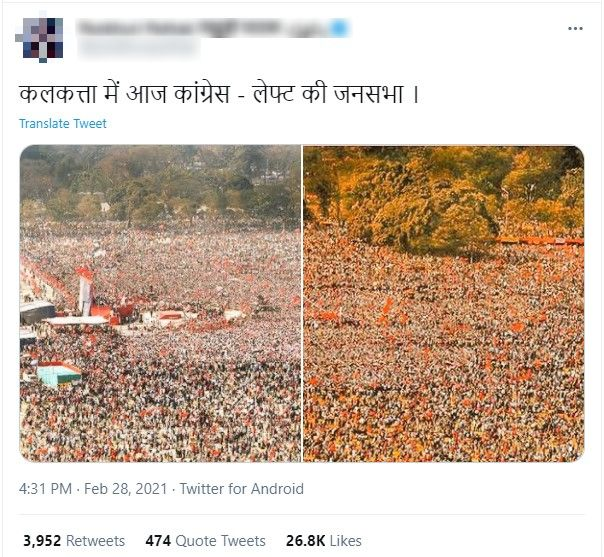 कलकत्ता में आज कांग्रेस - लेफ्ट की जनसभा ।
Translate Tweet
4:31 PM · Feb 28, 2021 · Twitter for Android
3,952 Retweets 474 Quote Tweets 26.8K Likes